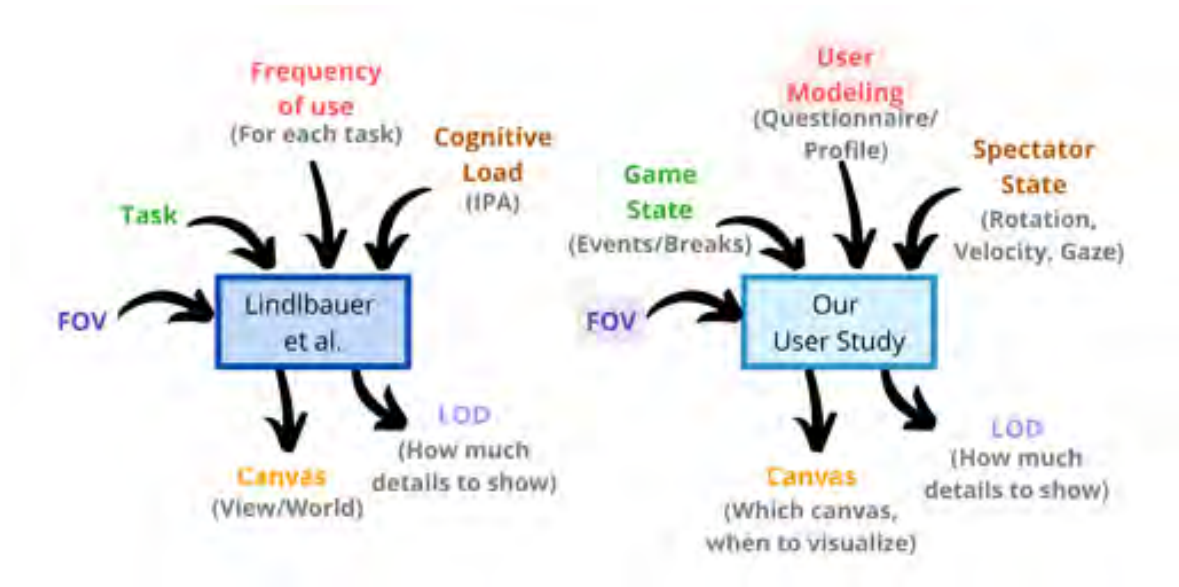 Frequency
of use
(For each task)
Cognitive
Load
(IPA)
Task
FOV
Lindlbauer
et al.
Canvas
(View/World)
LOD
(How much
details to show)
User
Modeling
(Questionnaire/
Profile)
Game
State
(Events/Breaks)
Spectator
State
(Rotation,
Velocity, Gaze)
FOV
Our
User Study
Canvas
(Which canvas,
when to visualize)
LOD
(How much
details to show)